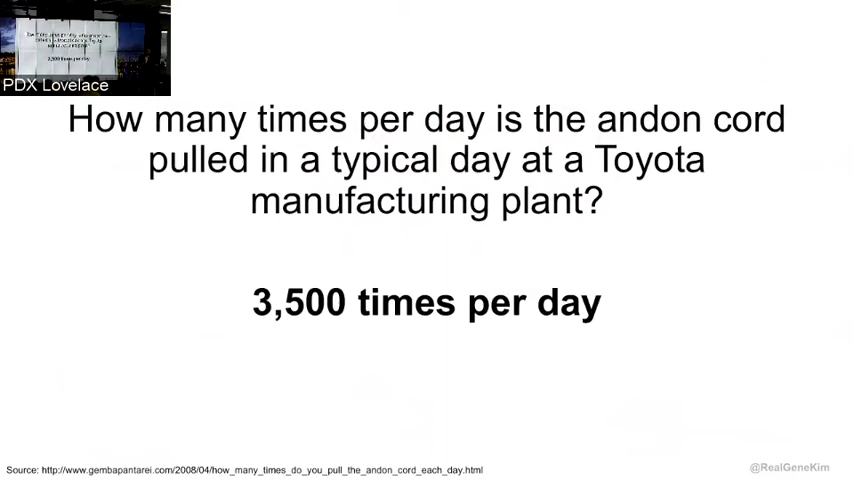 PDX Lovelace
How many times per day is the andon cord
pulled in a typical day at a Toyota
manufacturing plant?
3,500 times per day
Source: http://www.gembapantarei.com/2008/04/how_many_times_do_you_pull_the_andon_cord_each_day.html
@RealGeneKim